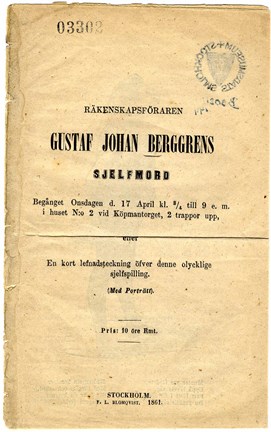 03302
RÄKENSKAPSFÖRAREN
GUSTAF JOHAN BERGGRENS
SJELFMORD
Begånget Onsdagen d. 17 April kl. ³/₄ till 9 e. m.
i huset N:o 2 vid Köpmantorget, 2 trappor upp,
eller
En kort lefnadsteckning öfver denne olycklige
sjelfspilling.
(Med Porträtt).
Pris: 10 öre Rmt.
STOCKHOLM.
F. L. BLOMQVIST. 1861.